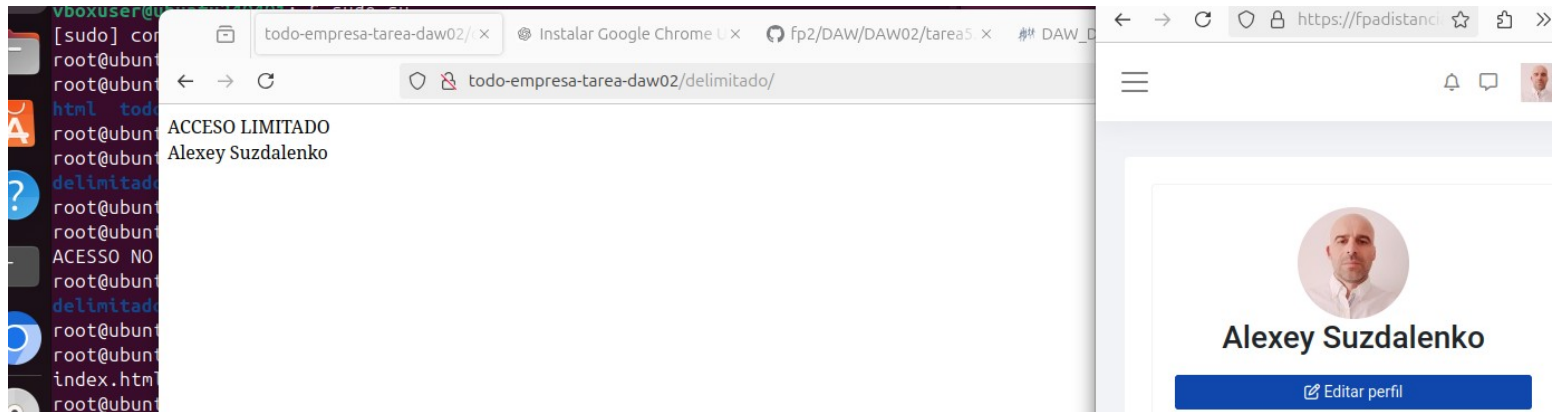 vboxuser@u
[sudo] con
root@ubunt
root@ubunt
html todo
root@ubunt
root@ubunt
delimitado
root@ubunt
root@ubunt
ACESSO NO
root@ubunt
delimitado
root@ubunt
root@ubunt
index.html
root@ubunt
todo-empresa-tarea-daw02/
Instalar Google Chrome U
fp2/DAW/DAW02/tarea5.
DAW_D
todo-empresa-tarea-daw02/delimitado/
ACCESO LIMITADO
Alexey Suzdalenko
https://fpadistanci
Alexey Suzdalenko
Editar perfil